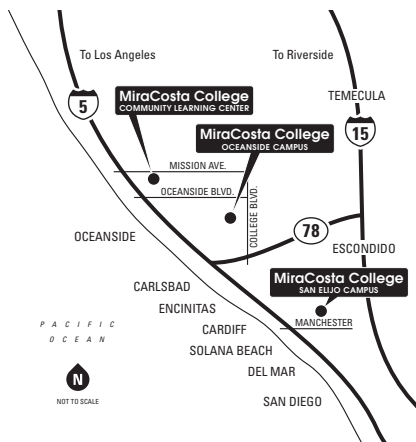 To Los Angeles
To Riverside
5
MiraCosta College
COMMUNITY LEARNING CENTER
TEMECULA
15
MiraCosta College
OCEANSIDE CAMPUS
MISSION AVE.
OCEANSIDE BLVD.
COLLEGE BLVD.
78
OCEANSIDE
ESCONDIDO
MiraCosta College
SAN ELIJO CAMPUS
CARLSBAD
ENCINITAS
PACIFIC
OCEAN
CARDIFF
MANCHESTER
SOLANA BEACH
DEL MAR
N
NOT TO SCALE
SAN DIEGO